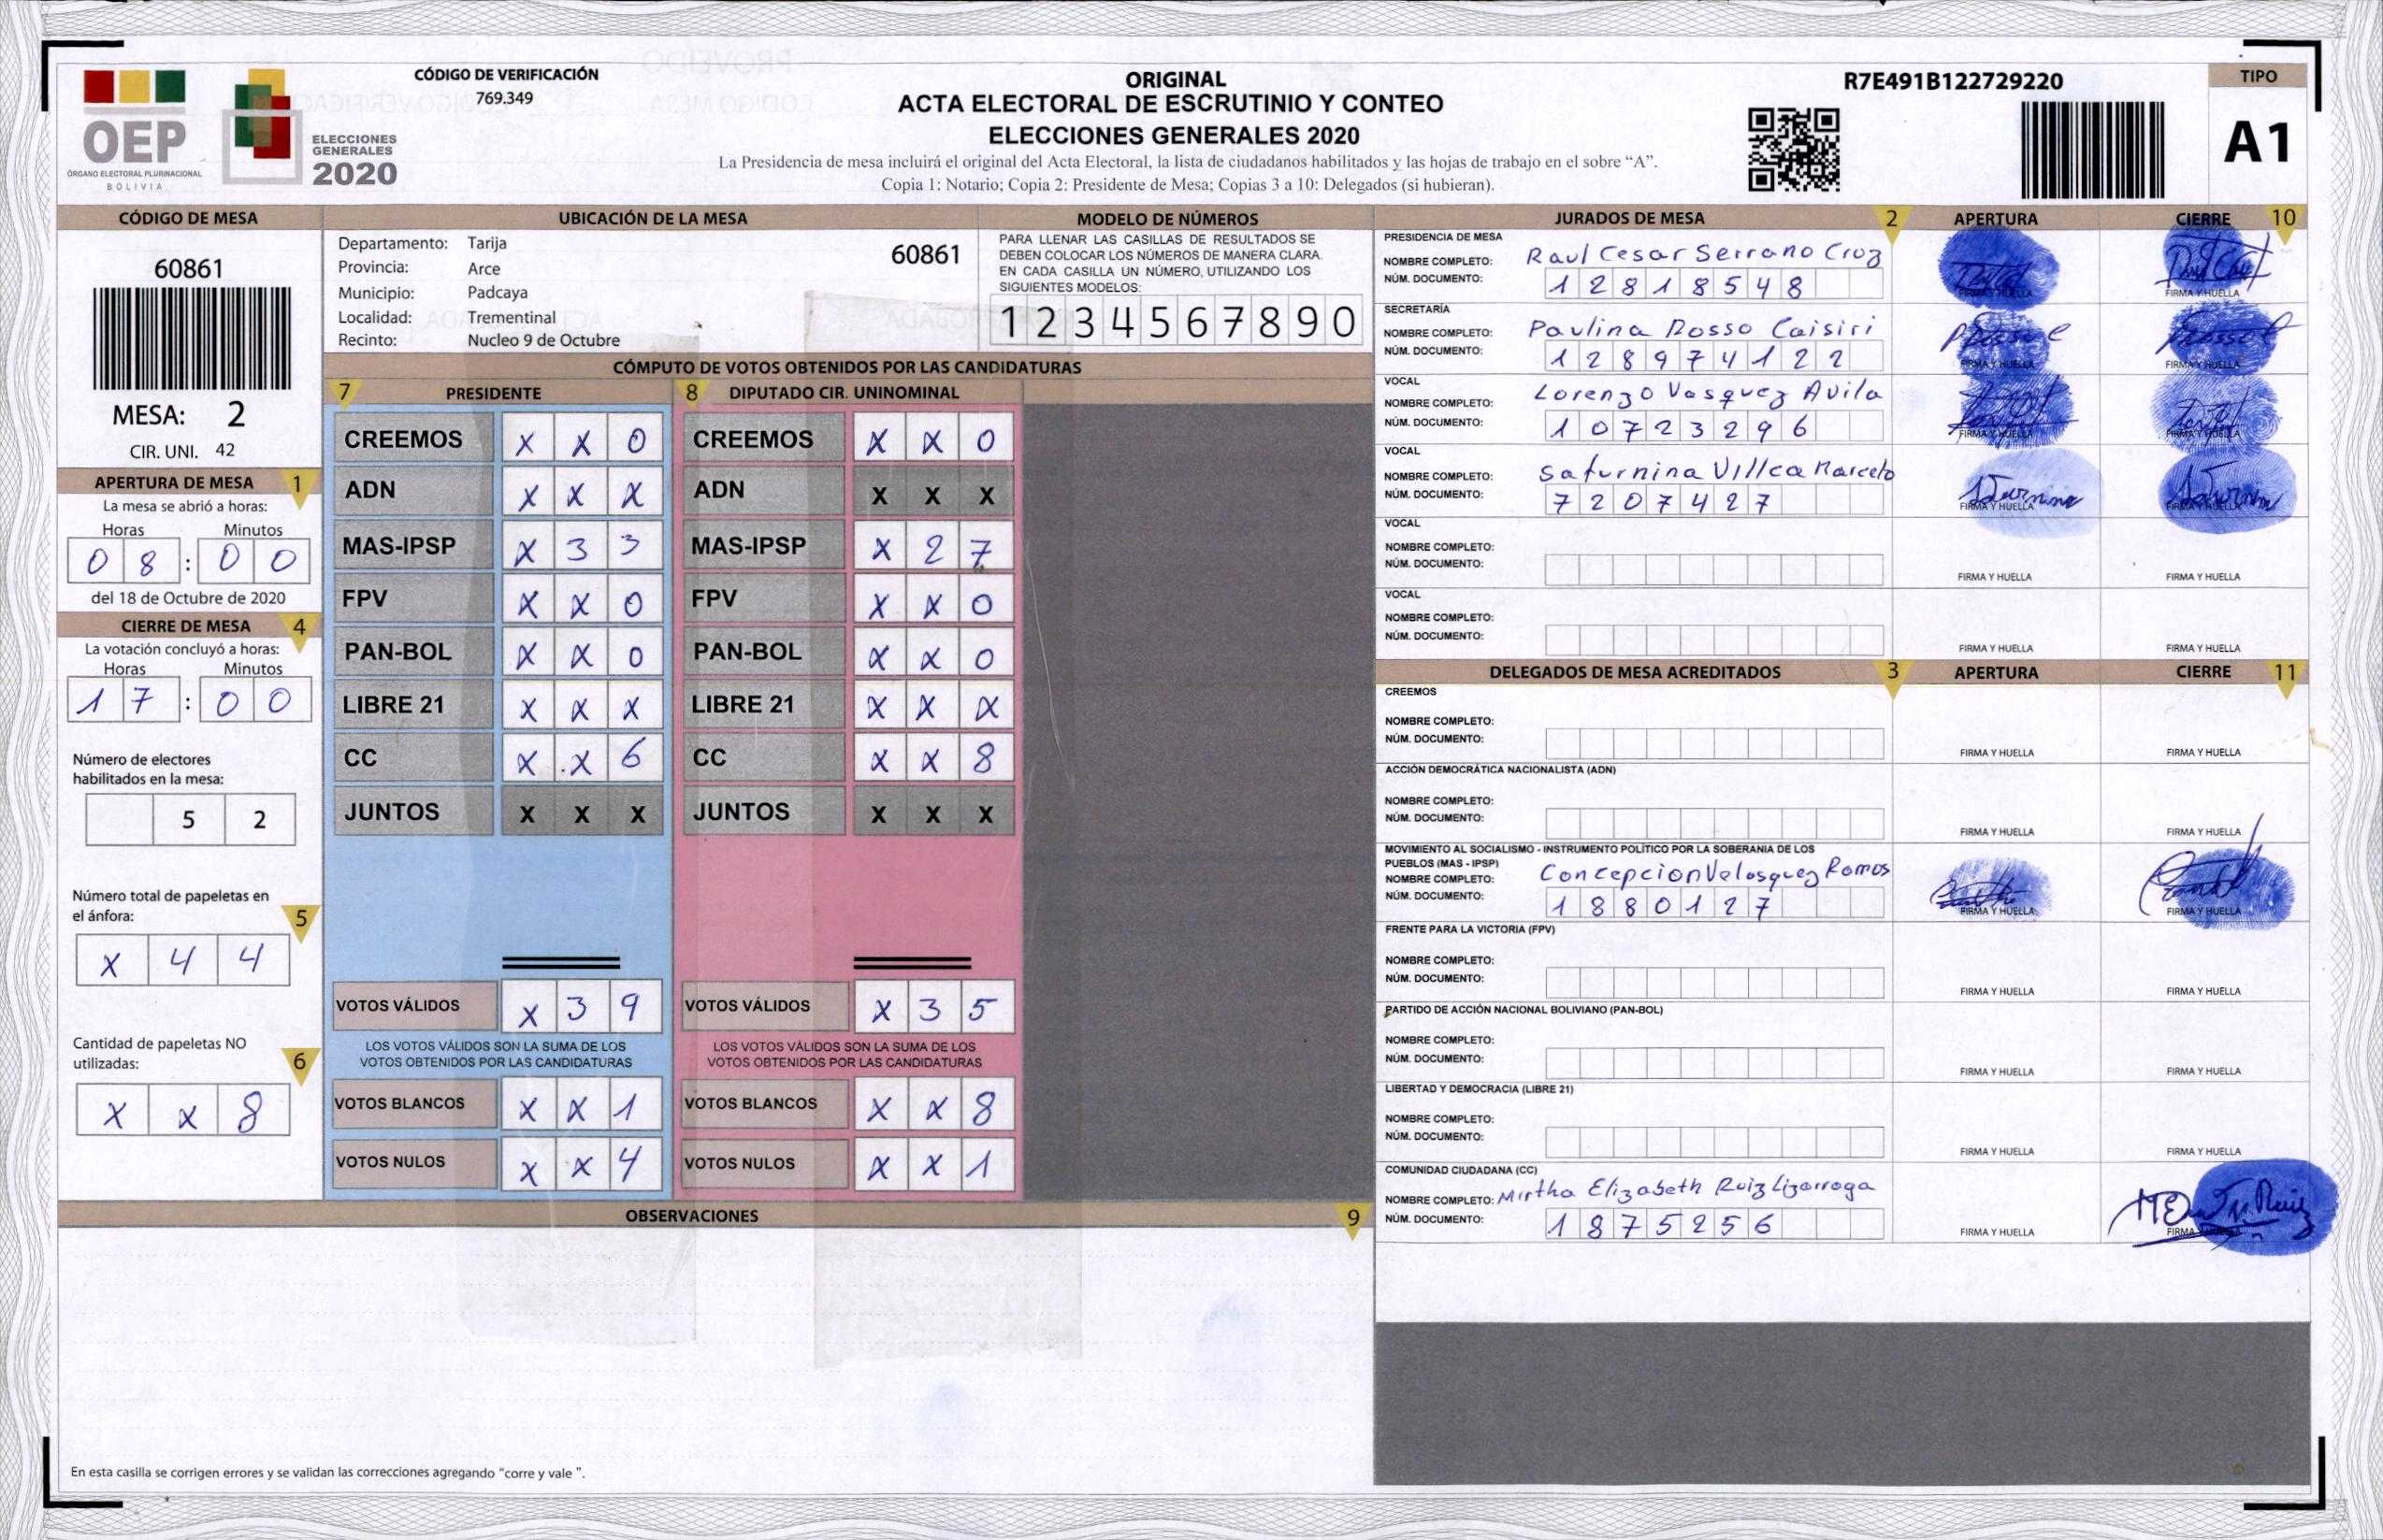 CÓDIGO DE VERIFICACIÓN
769.349
OEP
ÓRGANO ELECTORAL PLURINACIONAL
BOLIVIA
ELECCIONES
GENERALES
2020
ORIGINAL
ACTA ELECTORAL DE ESCRUTINIO Y CONTEO
ELECCIONES GENERALES 2020
La Presidencia de mesa incluirá el original del Acta Electoral, la lista de ciudadanos habilitados y las hojas de trabajo en el sobre “A”.
Copia 1: Notario; Copia 2: Presidente de Mesa; Copias 3 a 10: Delegados (si hubieran).
R7E491B122729220
TIPO
A1
CÓDIGO DE MESA
60861
MESA: 2
CIR. UNI. 42
APERTURA DE MESA 1
La mesa se abrió a horas:
Horas Minutos
0 8 : 0 0
del 18 de Octubre de 2020
CIERRE DE MESA 4
La votación concluyó a horas:
Horas Minutos
1 7 : 0 0
Número de electores
habilitados en la mesa:
5 2
Número total de papeletas en
el ánfora: 5
X 4 4
Cantidad de papeletas NO
utilizadas: 6
X X 8
UBICACIÓN DE LA MESA
Departamento: Tarija
60861
Provincia: Arce
Municipio: Padcaya
Localidad: Trementinal
Recinto: Nucleo 9 de Octubre
MODELO DE NÚMEROS
PARA LLENAR LAS CASILLAS DE RESULTADOS SE
DEBEN COLOCAR LOS NÚMEROS DE MANERA CLARA.
EN CADA CASILLA UN NÚMERO, UTILIZANDO LOS
SIGUIENTES MODELOS:
1 2 3 4 5 6 7 8 9 0
CÓMPUTO DE VOTOS OBTENIDOS POR LAS CANDIDATURAS
7 PRESIDENTE
CREEMOS X X 0
ADN X X X
MAS-IPSP X 3 3
FPV X X 0
PAN-BOL X X 0
LIBRE 21 X X X
CC X X 6
JUNTOS X X X
VOTOS VÁLIDOS X 3 9
LOS VOTOS VÁLIDOS SON LA SUMA DE LOS
VOTOS OBTENIDOS POR LAS CANDIDATURAS
VOTOS BLANCOS X X 1
VOTOS NULOS X X 4
8 DIPUTADO CIR. UNINOMINAL
CREEMOS X X 0
ADN X X X
MAS-IPSP X 2 7
FPV X X 0
PAN-BOL X X 0
LIBRE 21 X X X
CC X X 8
JUNTOS X X X
VOTOS VÁLIDOS X 3 5
LOS VOTOS VÁLIDOS SON LA SUMA DE LOS
VOTOS OBTENIDOS POR LAS CANDIDATURAS
VOTOS BLANCOS X X 8
VOTOS NULOS X X 1
OBSERVACIONES 9
En esta casilla se corrigen errores y se validan las correcciones agregando “corre y vale ”.
JURADOS DE MESA 2 APERTURA CIERRE 10
PRESIDENCIA DE MESA
NOMBRE COMPLETO: Raul Cesar Serrano Cruz
NÚM. DOCUMENTO: 1 2 8 1 8 5 4 8
FIRMA Y HUELLA FIRMA Y HUELLA
SECRETARÍA
NOMBRE COMPLETO: Paulina Rosso Caisiri
NÚM. DOCUMENTO: 1 2 8 9 7 4 1 2 2
FIRMA Y HUELLA FIRMA Y HUELLA
VOCAL
NOMBRE COMPLETO: Lorenzo Vasquez Avila
NÚM. DOCUMENTO: 1 0 7 2 3 2 9 6
FIRMA Y HUELLA FIRMA Y HUELLA
VOCAL
NOMBRE COMPLETO: Saturnina Villca Marcelo
NÚM. DOCUMENTO: 7 2 0 7 4 2 7
FIRMA Y HUELLA FIRMA Y HUELLA
VOCAL
NOMBRE COMPLETO:
NÚM. DOCUMENTO:
FIRMA Y HUELLA FIRMA Y HUELLA
VOCAL
NOMBRE COMPLETO:
NÚM. DOCUMENTO:
FIRMA Y HUELLA FIRMA Y HUELLA
DELEGADOS DE MESA ACREDITADOS 3 APERTURA CIERRE 11
CREEMOS
NOMBRE COMPLETO:
NÚM. DOCUMENTO:
FIRMA Y HUELLA FIRMA Y HUELLA
ACCIÓN DEMOCRÁTICA NACIONALISTA (ADN)
NOMBRE COMPLETO:
NÚM. DOCUMENTO:
FIRMA Y HUELLA FIRMA Y HUELLA
MOVIMIENTO AL SOCIALISMO - INSTRUMENTO POLÍTICO POR LA SOBERANIA DE LOS
PUEBLOS (MAS - IPSP)
NOMBRE COMPLETO: Concepcion Velasquez Ramos
NÚM. DOCUMENTO: 1 8 8 0 1 2 7
FIRMA Y HUELLA FIRMA Y HUELLA
FRENTE PARA LA VICTORIA (FPV)
NOMBRE COMPLETO:
NÚM. DOCUMENTO:
FIRMA Y HUELLA FIRMA Y HUELLA
PARTIDO DE ACCIÓN NACIONAL BOLIVIANO (PAN-BOL)
NOMBRE COMPLETO:
NÚM. DOCUMENTO:
FIRMA Y HUELLA FIRMA Y HUELLA
LIBERTAD Y DEMOCRACIA (LIBRE 21)
NOMBRE COMPLETO:
NÚM. DOCUMENTO:
FIRMA Y HUELLA FIRMA Y HUELLA
COMUNIDAD CIUDADANA (CC)
NOMBRE COMPLETO: Mirtha Elizabeth Ruiz Lizarraga
NÚM. DOCUMENTO: 1 8 7 5 2 5 6
FIRMA Y HUELLA FIRMA